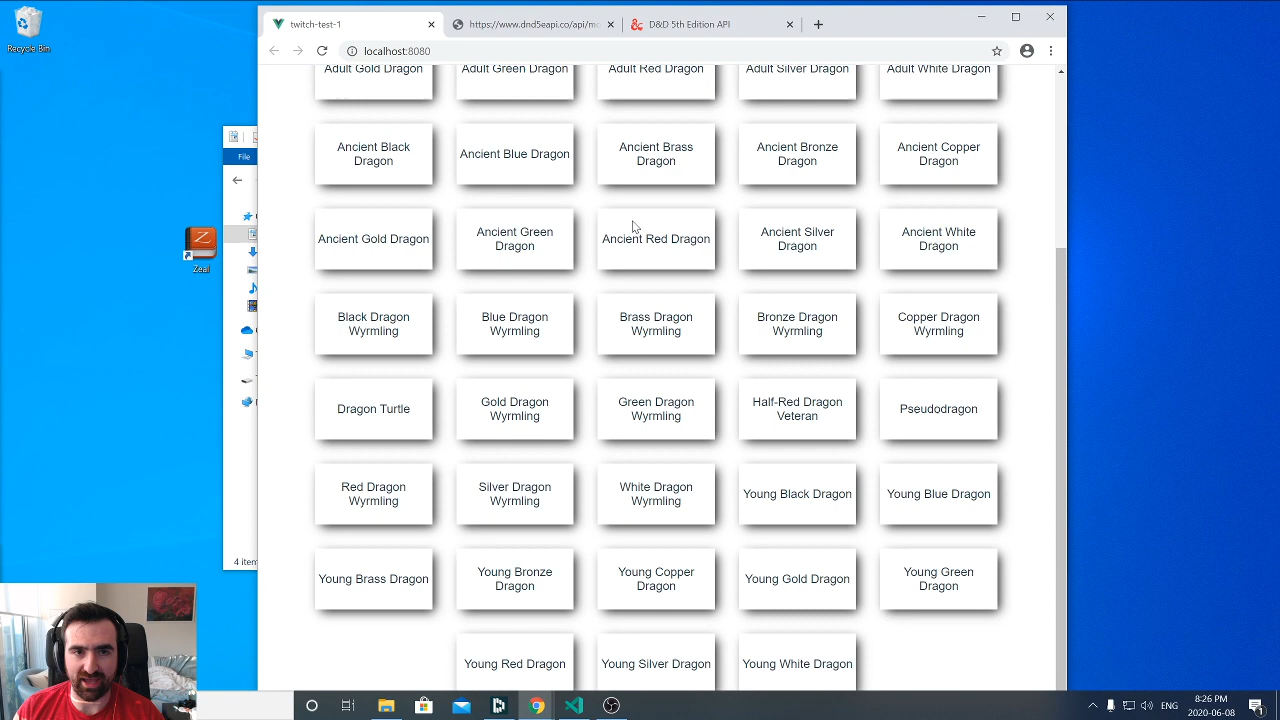 Recycle Bin
twitch-test-1
https://www.dnd5eapi.co/api/mo
D&D 5th Edition API
localhost:8080
File
Zeal
4 item
Adult Gold Dragon
Adult Green Dragon
Adult Red Dragon
Adult Silver Dragon
Adult White Dragon
Ancient Black
Dragon
Ancient Blue Dragon
Ancient Brass
Dragon
Ancient Bronze
Dragon
Ancient Copper
Dragon
Ancient Gold Dragon
Ancient Green
Dragon
Ancient Red Dragon
Ancient Silver
Dragon
Ancient White
Dragon
Black Dragon
Wyrmling
Blue Dragon
Wyrmling
Brass Dragon
Wyrmling
Bronze Dragon
Wyrmling
Copper Dragon
Wyrmling
Dragon Turtle
Gold Dragon
Wyrmling
Green Dragon
Wyrmling
Half-Red Dragon
Veteran
Pseudodragon
Red Dragon
Wyrmling
Silver Dragon
Wyrmling
White Dragon
Wyrmling
Young Black Dragon
Young Blue Dragon
Young Brass Dragon
Young Bronze
Dragon
Young Copper
Dragon
Young Gold Dragon
Young Green
Dragon
Young Red Dragon
Young Silver Dragon
Young White Dragon
ENG
8:26 PM
2020-06-08